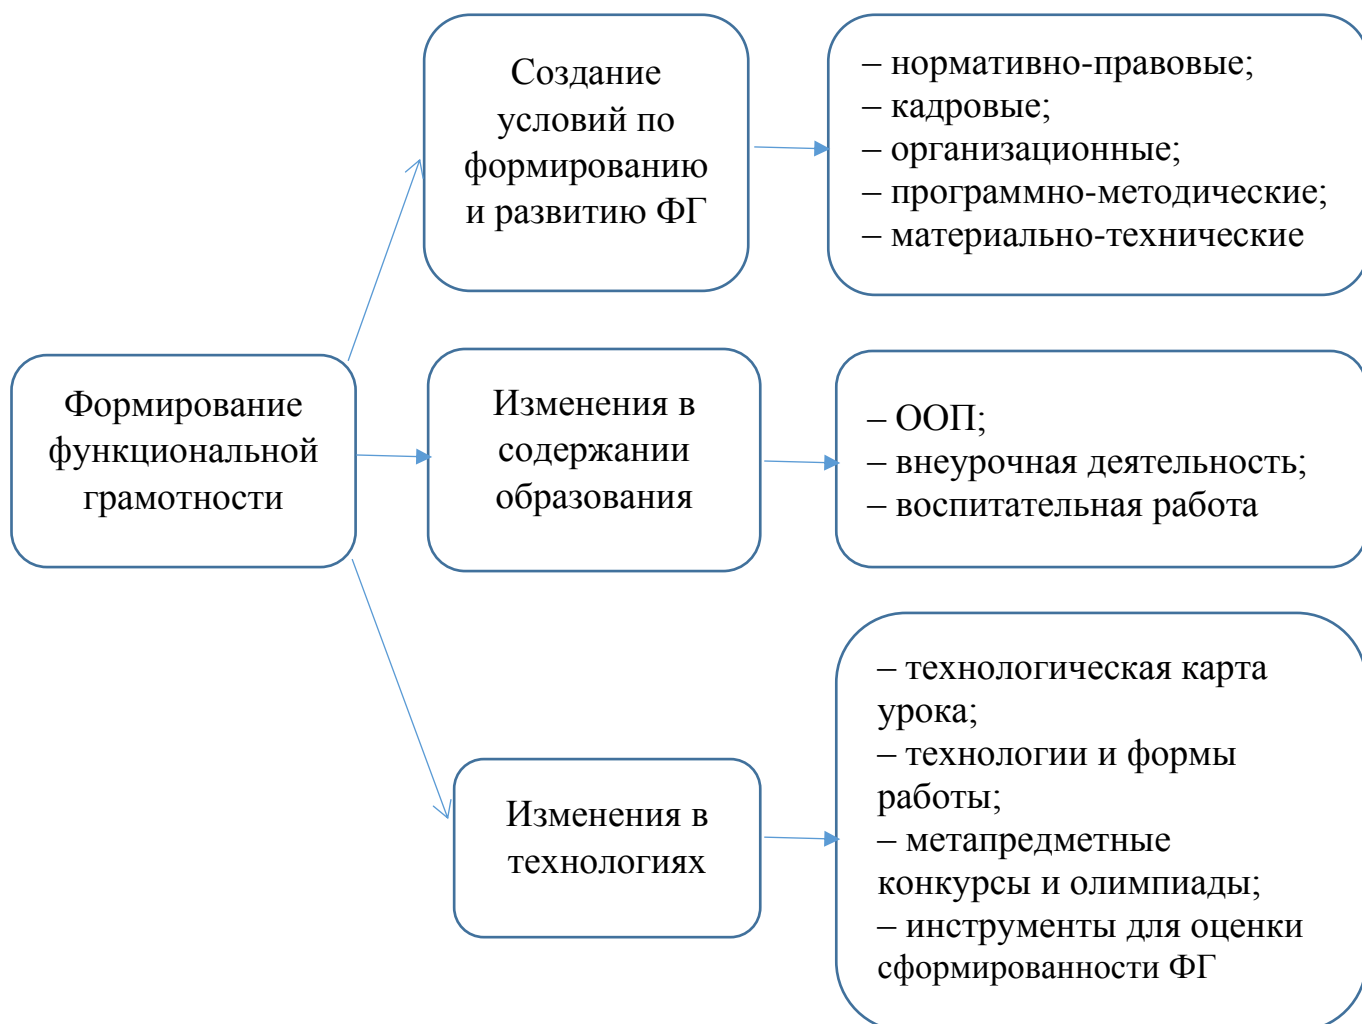 Создание
условий по
формированию
и развитию ФГ
– нормативно-правовые;
– кадровые;
– организационные;
– программно-методические;
– материально-технические
Формирование
функциональной
грамотности
Изменения в
содержании
образования
– ООП;
– внеурочная деятельность;
– воспитательная работа
Изменения в
технологиях
– технологическая карта
урока;
– технологии и формы
работы;
– метапредметные
конкурсы и олимпиады;
– инструменты для оценки
сформированности ФГ